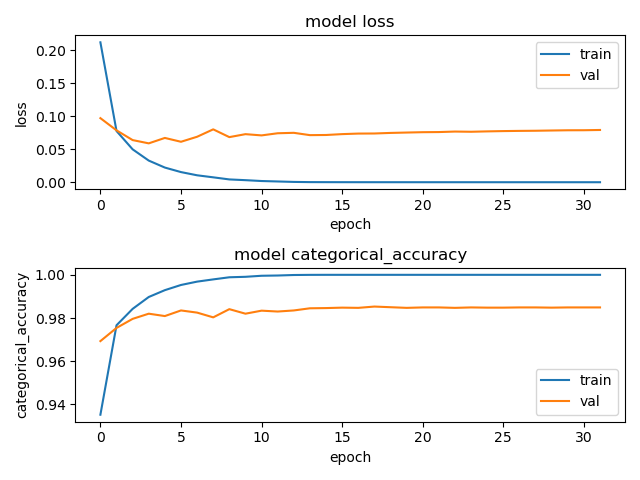 model loss
0.20
0.15
0.10
0.05
0.00
loss
train
val
0 5 10 15 20 25 30
epoch
model categorical_accuracy
1.00
0.98
0.96
0.94
categorical_accuracy
train
val
0 5 10 15 20 25 30
epoch